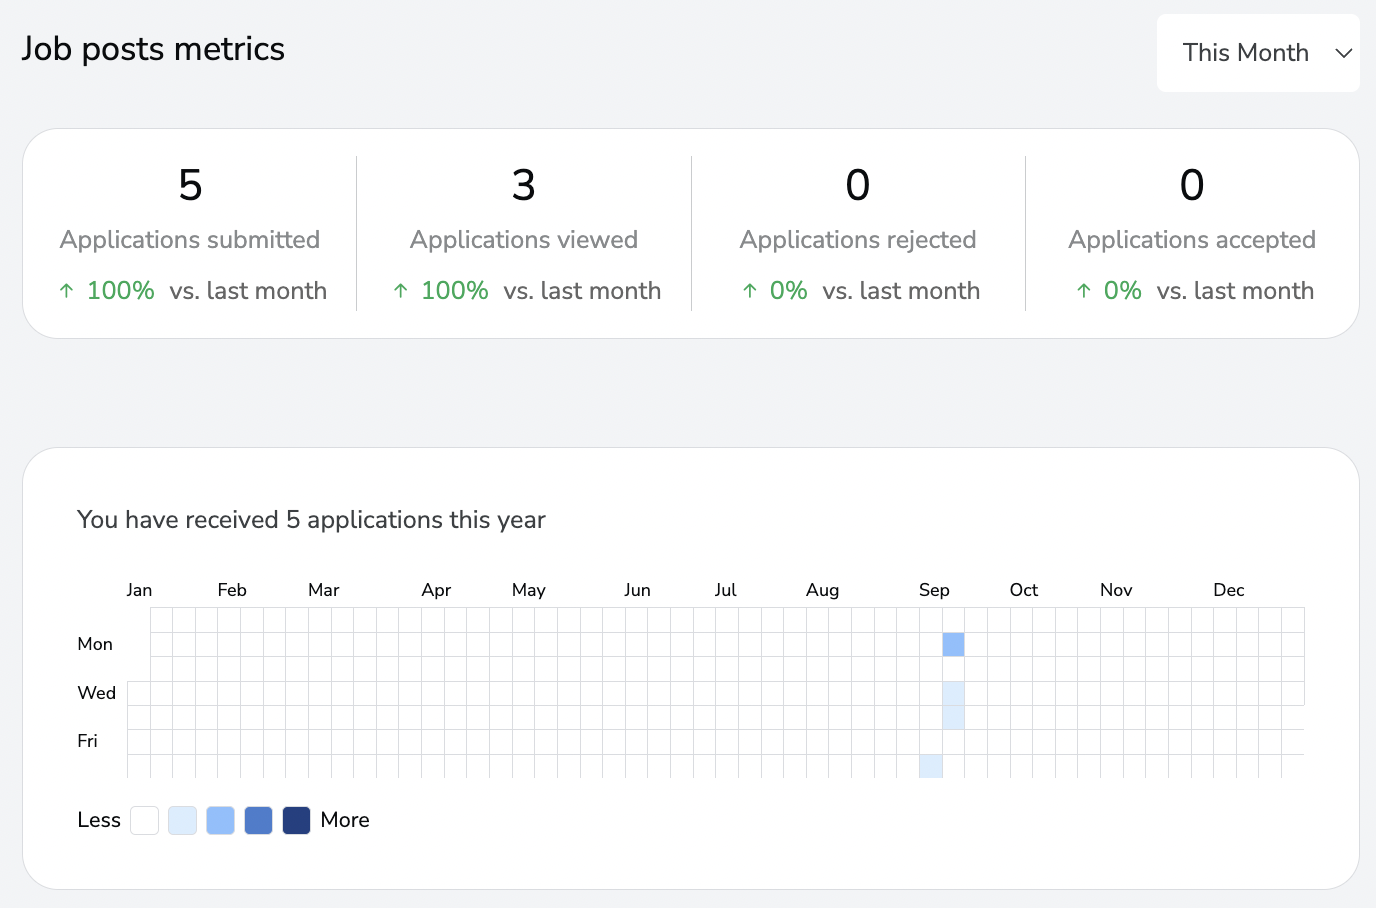 Job posts metrics
This Month
5 3 0 0
Applications submitted Applications viewed Applications rejected Applications accepted
↑ 100% vs. last month ↑ 100% vs. last month ↑ 0% vs. last month ↑ 0% vs. last month
You have received 5 applications this year
Jan Feb Mar Apr May Jun Jul Aug Sep Oct Nov Dec
Mon
Wed
Fri
Less More